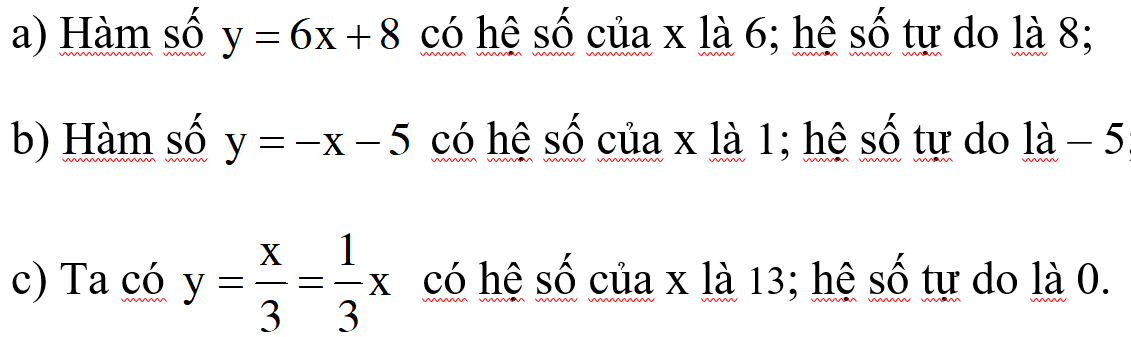 a) Hàm số y = 6x + 8 có hệ số của x là 6; hệ số tự do là 8;
b) Hàm số y = −x − 5 có hệ số của x là 1; hệ số tự do là – 5;
c) Ta có y = x/3 = 1/3 x có hệ số của x là 13; hệ số tự do là 0.